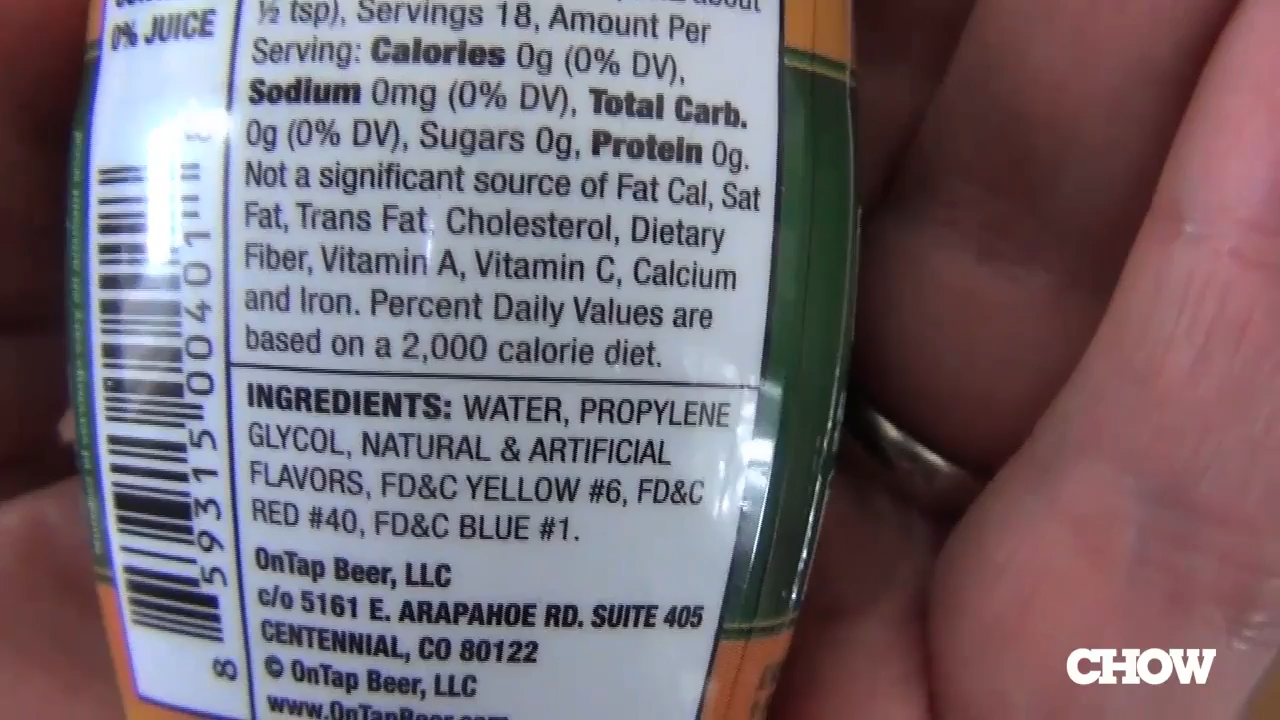 0% JUICE
½ tsp), Servings 18, Amount Per
Serving: Calories 0g (0% DV),
Sodium 0mg (0% DV), Total Carb.
0g (0% DV), Sugars 0g, Protein 0g.
Not a significant source of Fat Cal, Sat
Fat, Trans Fat, Cholesterol, Dietary
Fiber, Vitamin A, Vitamin C, Calcium
and Iron. Percent Daily Values are
based on a 2,000 calorie diet.
INGREDIENTS: WATER, PROPYLENE
GLYCOL, NATURAL & ARTIFICIAL
FLAVORS, FD&C YELLOW #6, FD&C
RED #40, FD&C BLUE #1.
OnTap Beer, LLC
c/o 5161 E. ARAPAHOE RD. SUITE 405
CENTENNIAL, CO 80122
© OnTap Beer, LLC
www.OnTapBeer.com
8 59315 00401
CHOW